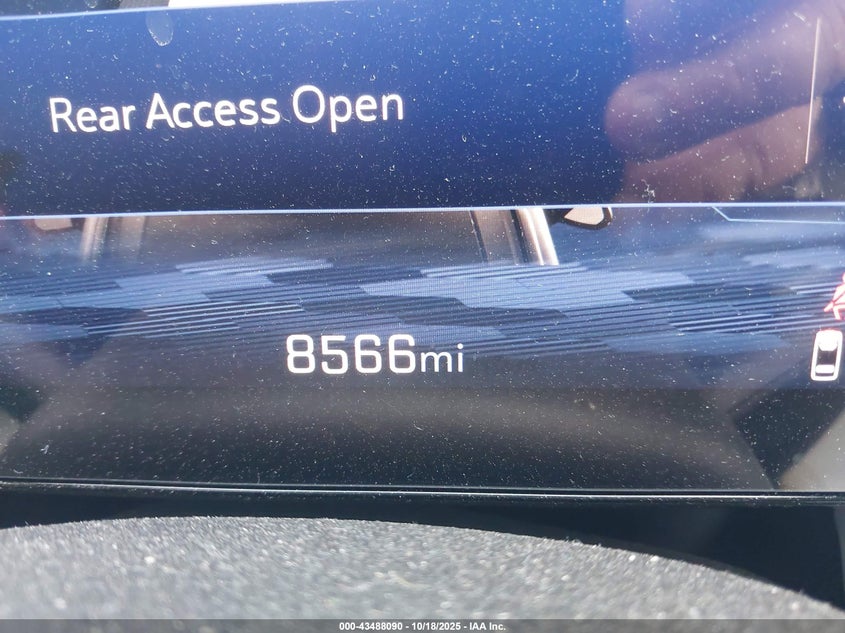 Rear Access Open
8566mi
000-43488090 - 10/18/2025 - IAA Inc.